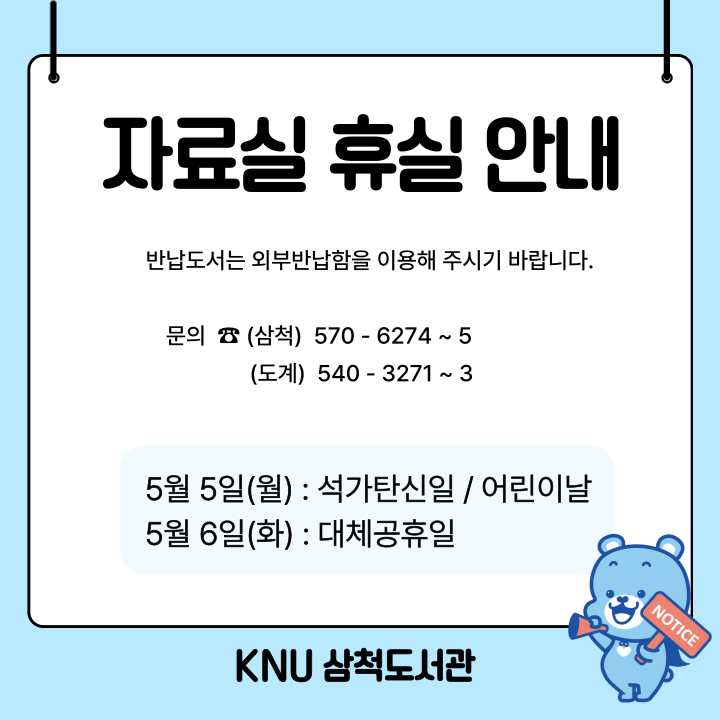 자료실 휴실 안내
반납도서는 외부반납함을 이용해 주시기 바랍니다.
문의 ☎ (삼척) 570 - 6274 ~ 5
(도계) 540 - 3271 ~ 3
5월 5일(월) : 석가탄신일 / 어린이날
5월 6일(화) : 대체공휴일
NOTICE
KNU 삼척도서관